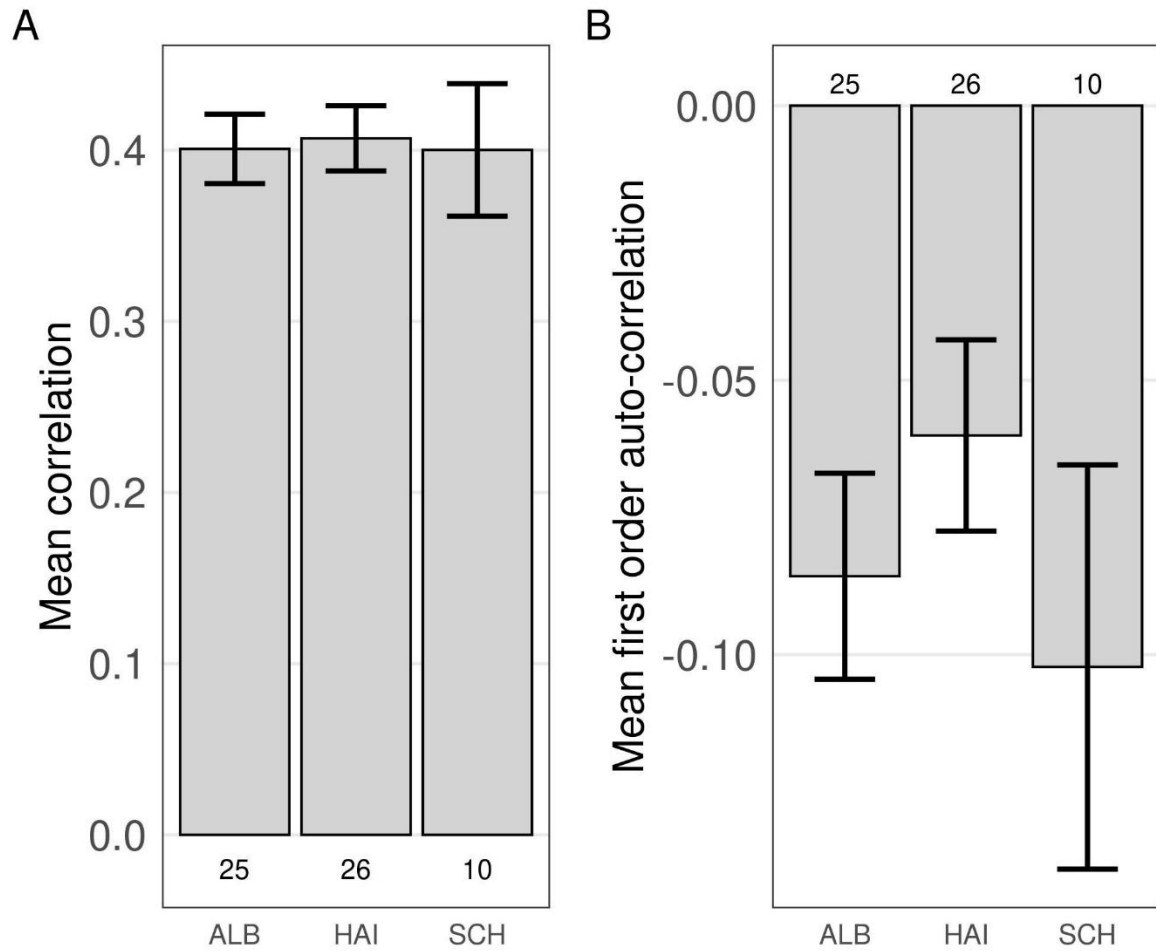 A
Mean correlation
0.4
0.3
0.2
0.1
0.0
25 26 10
ALB HAI SCH
B
Mean first order auto-correlation
25 26 10
0.00
-0.05
-0.10
ALB HAI SCH